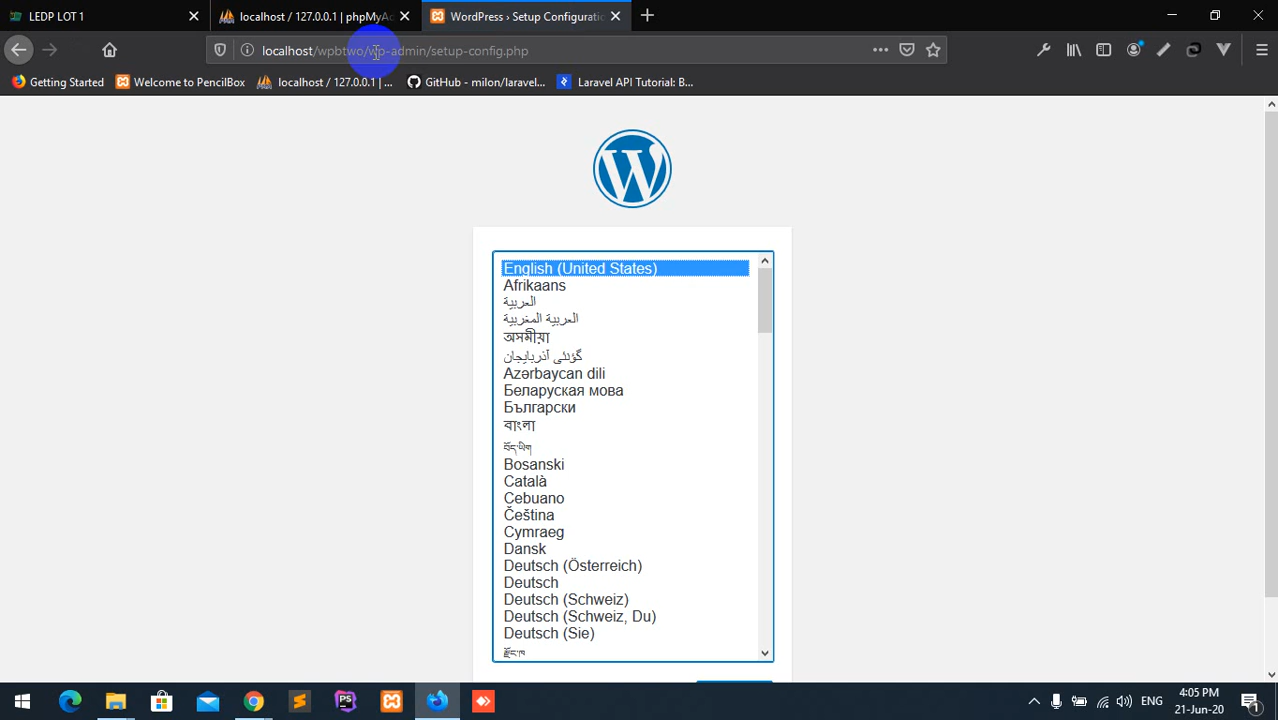 LEDP LOT 1
localhost / 127.0.0.1 | phpMyAd
WordPress › Setup Configuratio
localhost/wpbtwo/wp-admin/setup-config.php
Getting Started
Welcome to PencilBox
localhost / 127.0.0.1 | ...
GitHub - milon/laravel...
Laravel API Tutorial: B...
English (United States)
Afrikaans
العربية
العربية المغربية
অসমীয়া
گؤنئی آذربایجان
Azərbaycan dili
Беларуская мова
Български
বাংলা
བོད་ཡིག
Bosanski
Català
Cebuano
Čeština
Cymraeg
Dansk
Deutsch (Österreich)
Deutsch
Deutsch (Schweiz)
Deutsch (Schweiz, Du)
Deutsch (Sie)
རྫོང་ཁ
ENG
4:05 PM
21-Jun-20